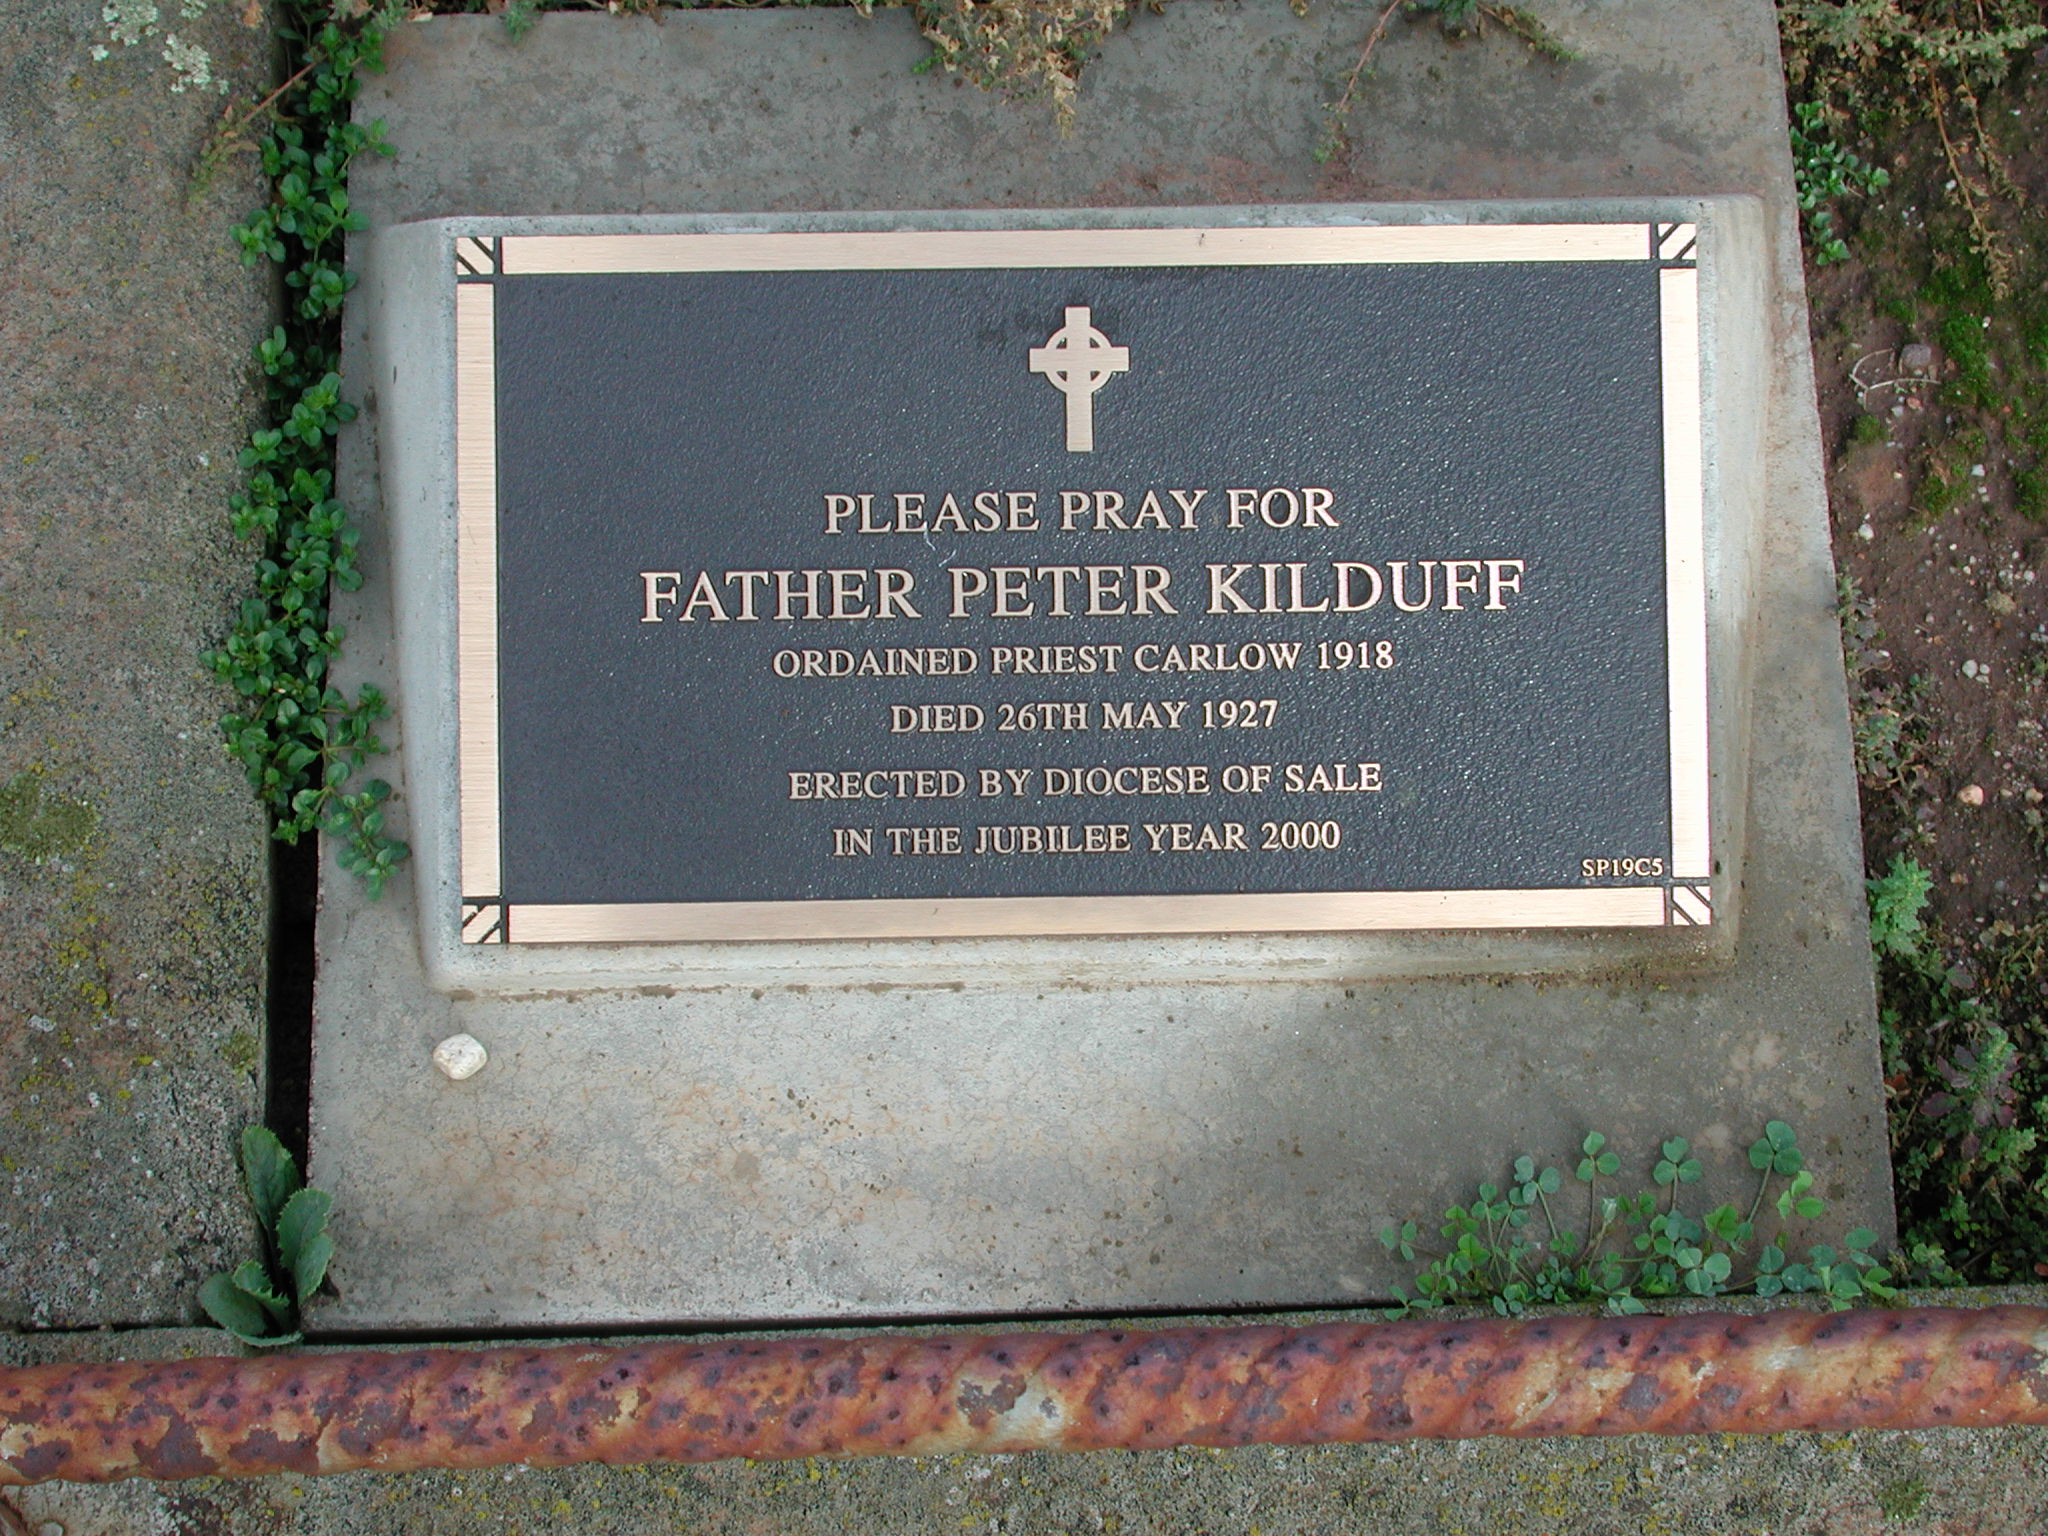 PLEASE PRAY FOR
FATHER PETER KILDUFF
ORDAINED PRIEST CARLOW 1918
DIED 26TH MAY 1927
ERECTED BY DIOCESE OF SALE
IN THE JUBILEE YEAR 2000
SP19C5